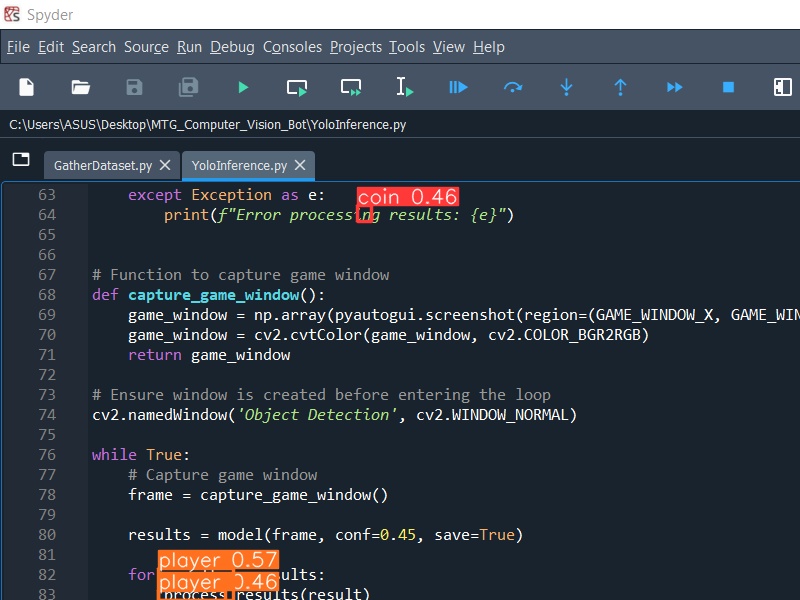 Spyder
File Edit Search Source Run Debug Consoles Projects Tools View Help
C:\Users\ASUS\Desktop\MTG_Computer_Vision_Bot\YoloInference.py
GatherDataset.py YoloInference.py
63 except Exception as e:
coin 0.46
64 print(f"Error processing results: {e}")
65
66
67 # Function to capture game window
68 def capture_game_window():
69 game_window = np.array(pyautogui.screenshot(region=(GAME_WINDOW_X, GAME_WIN
70 game_window = cv2.cvtColor(game_window, cv2.COLOR_BGR2RGB)
71 return game_window
72
73 # Ensure window is created before entering the loop
74 cv2.namedWindow('Object Detection', cv2.WINDOW_NORMAL)
75
76 while True:
77 # Capture game window
78 frame = capture_game_window()
79
80 results = model(frame, conf=0.45, save=True)
81
player 0.57
82 for ults:
player 0.46
83 process_results(result)